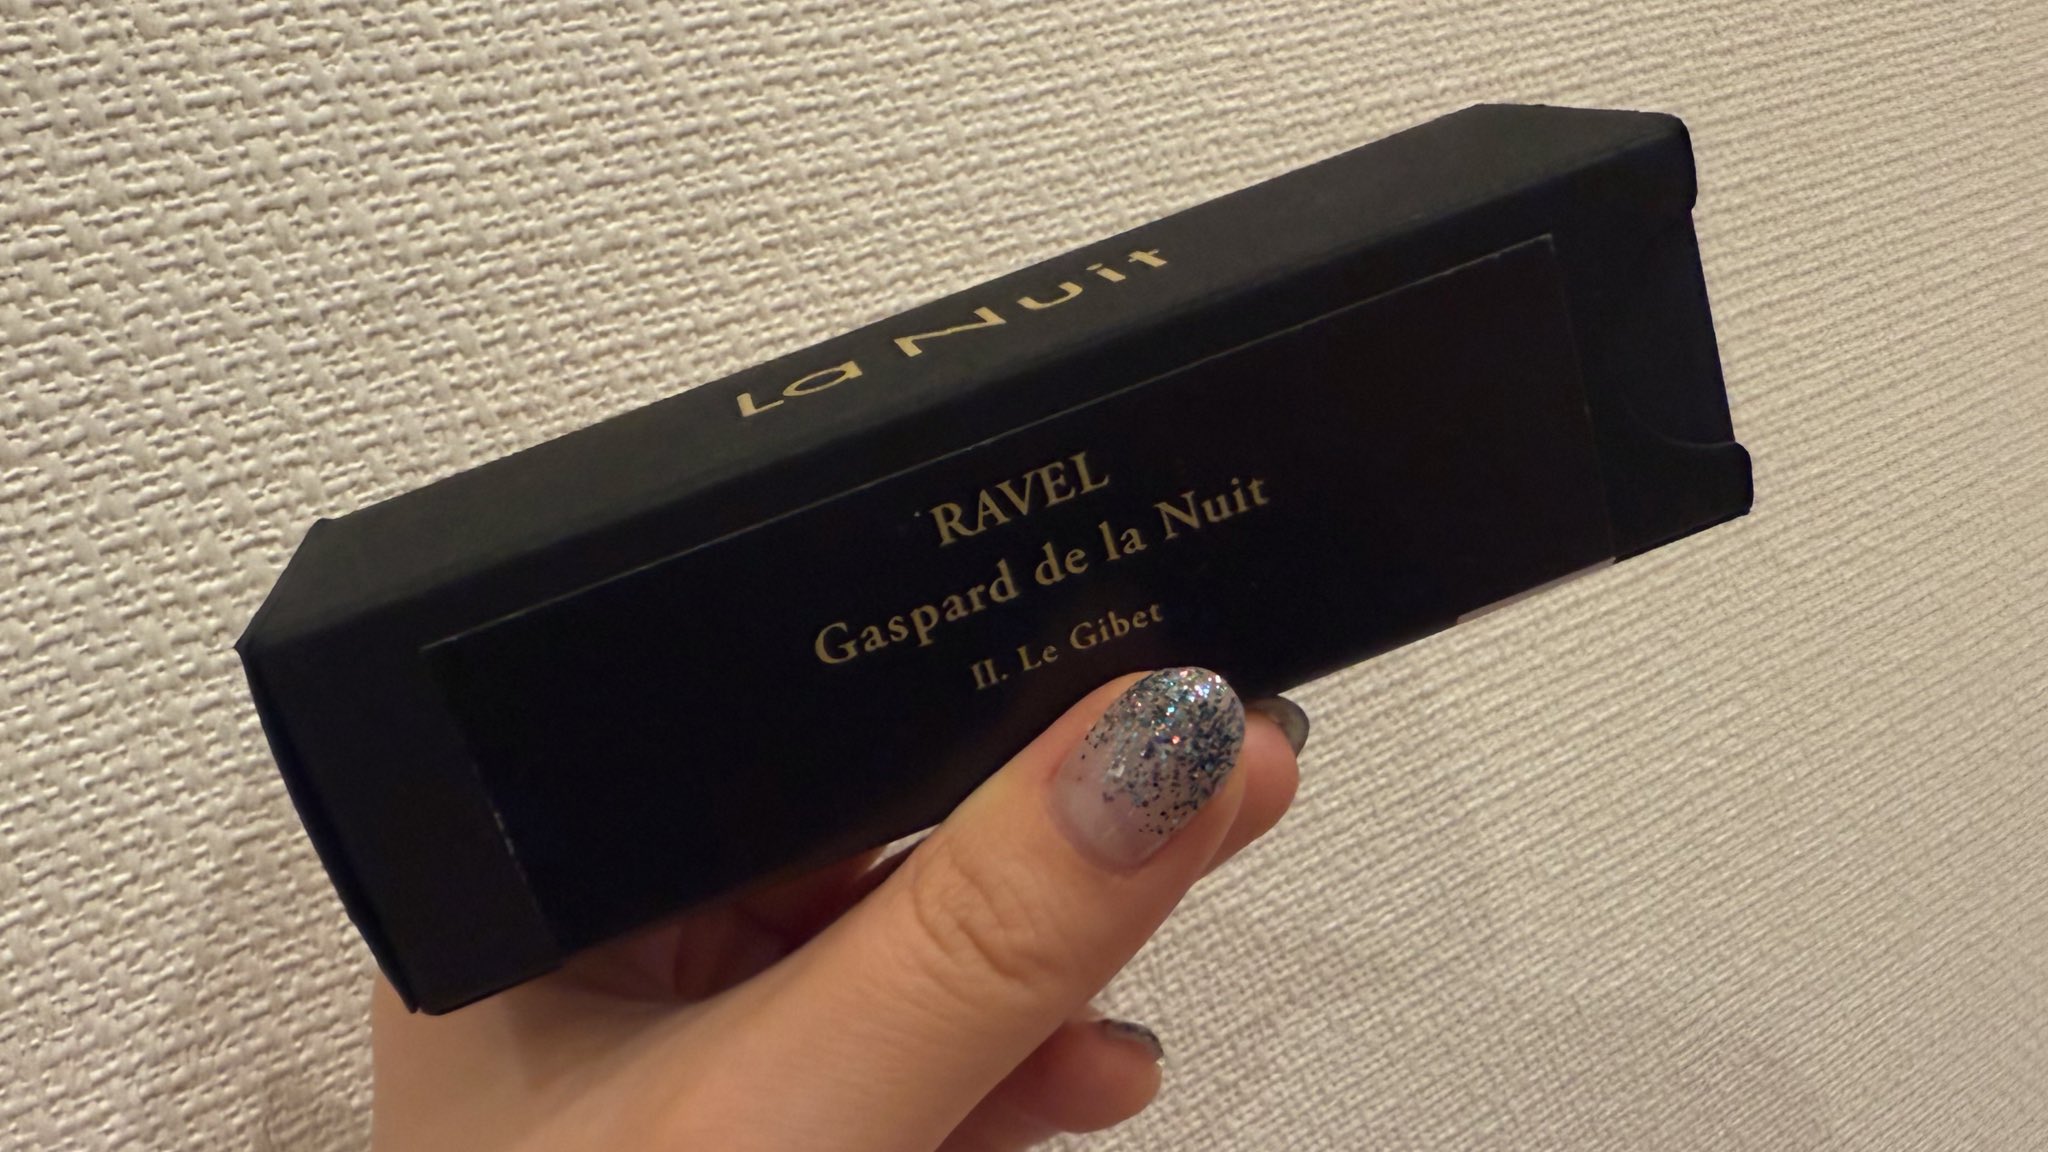 La Nuit
RAVEL
Gaspard de la Nuit
II. Le Gibet